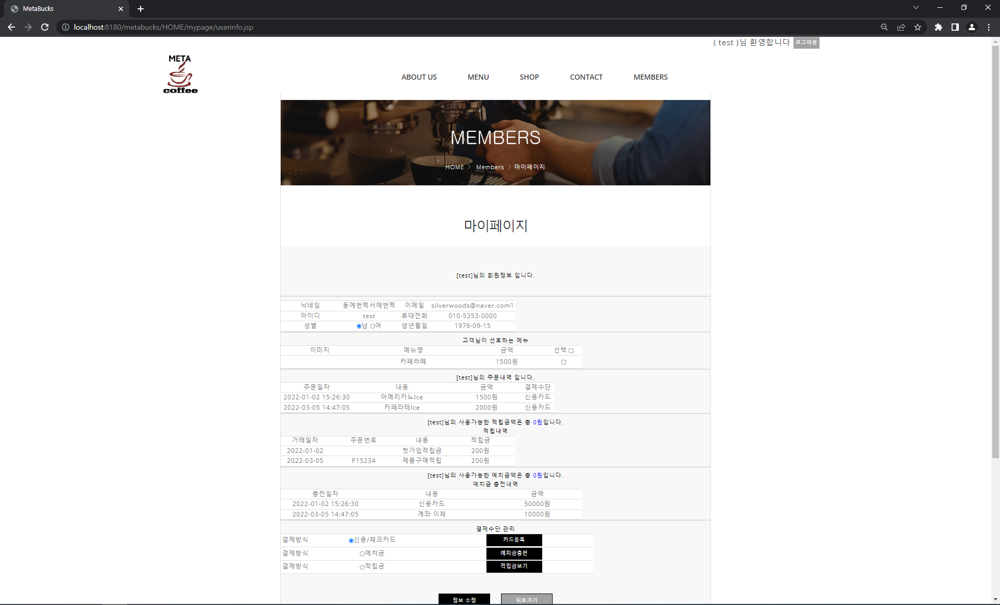 MetaBucks
localhost:8180/metabucks/HOME/mypage/userinfo.jsp
( test )님 환영합니다 로그아웃
META
coffee
ABOUT US MENU SHOP CONTACT MEMBERS
MEMBERS
HOME > Members > 마이페이지
마이페이지
[test]님의 회원정보 입니다.
닉네임 동에번쩍서에번쩍 이메일 silverwoods@naver.com1
아이디 test 휴대전화 010-5353-0000
성별 남 여 생년월일 1976-09-15
고객님이 선호하는 메뉴
이미지 메뉴명 금액 선택
카페라떼 1500원
[test]님의 주문내역 입니다.
주문일자 내용 금액 결제수단
2022-01-02 15:26:30 아메리카노Ice 1500원 신용카드
2022-03-05 14:47:05 카페라테Ice 2000원 신용카드
[test]님의 사용가능한 적립금액은 총 0원입니다.
적립내역
거래일자 주문번호 내용 적립금
2022-01-02 첫가입적립금 200원
2022-03-05 P15234 제품구매적립 200원
[test]님의 사용가능한 예치금액은 총 0원입니다.
예치금 충전내역
충전일자 내용 금액
2022-01-02 15:26:30 신용카드 50000원
2022-03-05 14:47:05 계좌 이체 10000원
결제수단 관리
결제방식 신용/체크카드 카드등록
결제방식 예치금 예치금충전
결제방식 적립금 적립금보기
정보 수정 뒤로가기